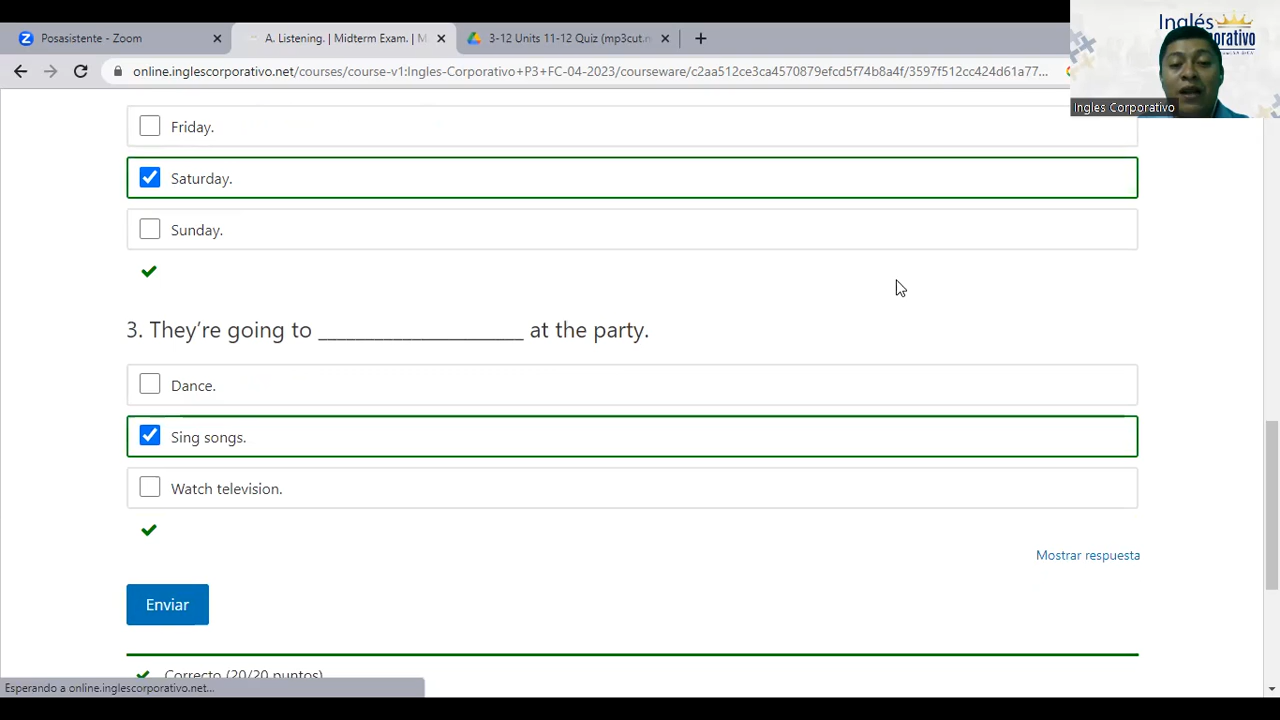 Posasistente - Zoom
A. Listening. | Midterm Exam. | M
3-12 Units 11-12 Quiz (mp3cut.n
online.inglescorporativo.net/courses/course-v1:Ingles-Corporativo+P3+FC-04-2023/courseware/c2aa512ce3ca4570879efcd5f74b8a4f/3597f512cc424d61a77...
Inglés
Ingles Corporativo
Friday.
Saturday.
Sunday.
3. They’re going to ______________________ at the party.
Dance.
Sing songs.
Watch television.
Mostrar respuesta
Enviar
Correcto (20/20 puntos)
Esperando a online.inglescorporativo.net...